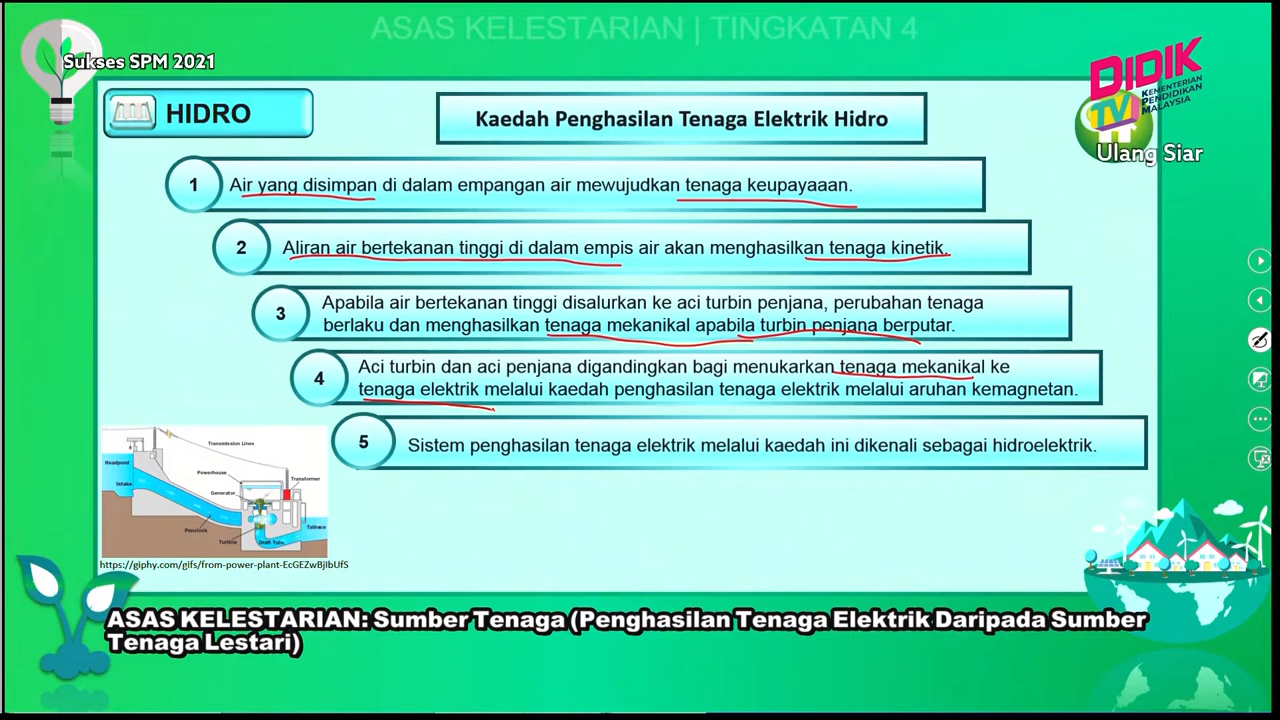 ASAS KELESTARIAN | TINGKATAN 4
Sukses SPM 2021
DIDIK
TV
KEMENTERIAN
PENDIDIKAN
MALAYSIA
Ulang Siar
HIDRO
Kaedah Penghasilan Tenaga Elektrik Hidro
1
Air yang disimpan di dalam empangan air mewujudkan tenaga keupayaaan.
2
Aliran air bertekanan tinggi di dalam empis air akan menghasilkan tenaga kinetik.
3
Apabila air bertekanan tinggi disalurkan ke aci turbin penjana, perubahan tenaga
berlaku dan menghasilkan tenaga mekanikal apabila turbin penjana berputar.
4
Aci turbin dan aci penjana digandingkan bagi menukarkan tenaga mekanikal ke
tenaga elektrik melalui kaedah penghasilan tenaga elektrik melalui aruhan kemagnetan.
5
Sistem penghasilan tenaga elektrik melalui kaedah ini dikenali sebagai hidroelektrik.
Transmission Lines
Headpond
Powerhouse
Transformer
Intake
Generator
Penstock
Tailrace
Turbine
Draft Tube
https://giphy.com/gifs/from-power-plant-EcGEZwBjIbUfS
ASAS KELESTARIAN: Sumber Tenaga (Penghasilan Tenaga Elektrik Daripada Sumber
Tenaga Lestari)